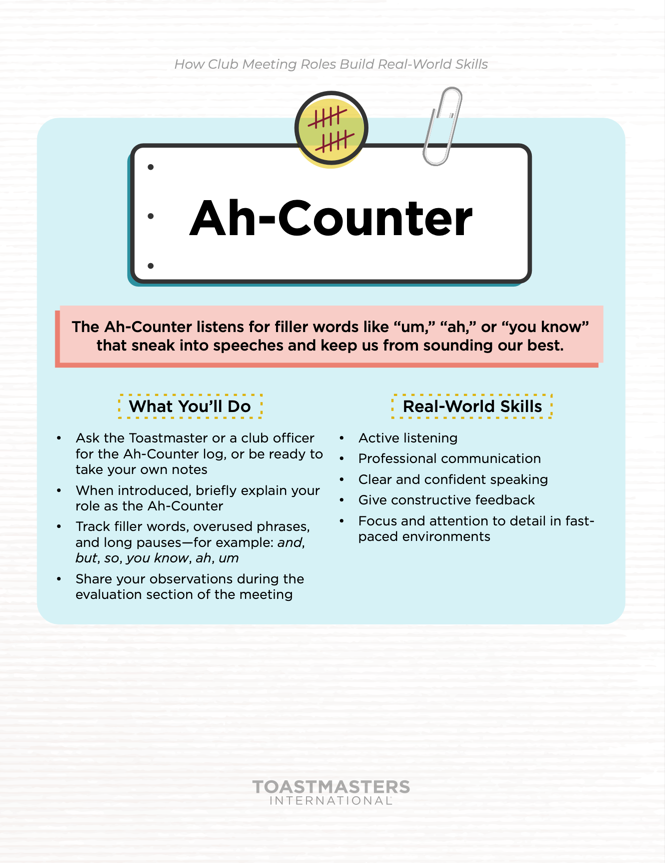 How Club Meeting Roles Build Real-World Skills
Ah-Counter
The Ah-Counter listens for filler words like “um,” “ah,” or “you know”
that sneak into speeches and keep us from sounding our best.
What You’ll Do
• Ask the Toastmaster or a club officer
for the Ah-Counter log, or be ready to
take your own notes
• When introduced, briefly explain your
role as the Ah-Counter
• Track filler words, overused phrases,
and long pauses—for example: and,
but, so, you know, ah, um
• Share your observations during the
evaluation section of the meeting
Real-World Skills
• Active listening
• Professional communication
• Clear and confident speaking
• Give constructive feedback
• Focus and attention to detail in fast-
paced environments
TOASTMASTERS
INTERNATIONAL